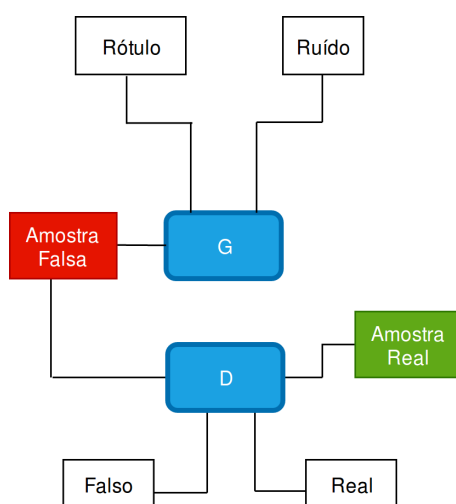 Rótulo
Ruído
Amostra
Falsa
G
Amostra
Real
D
Falso
Real